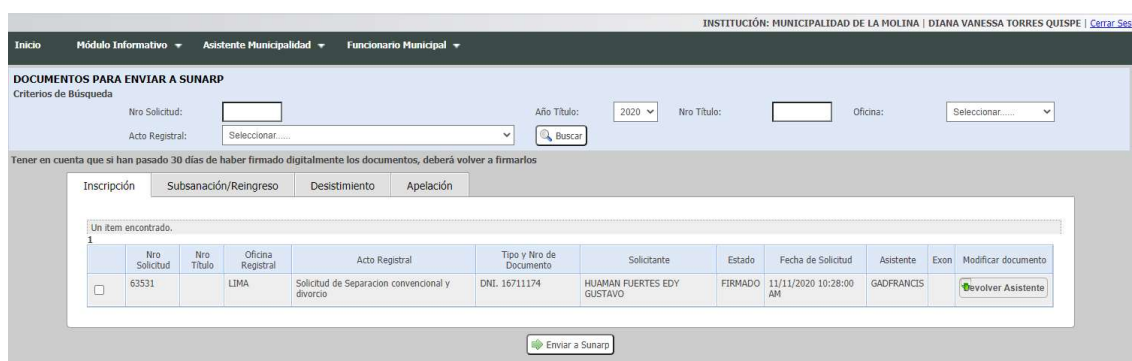 INSTITUCIÓN: MUNICIPALIDAD DE LA MOLINA | DIANA VANESSA TORRES QUISPE | Cerrar Ses
Inicio Módulo Informativo Asistente Municipalidad Funcionario Municipal
DOCUMENTOS PARA ENVIAR A SUNARP
Criterios de Búsqueda
Nro Solicitud: Año Título: 2020 Nro Título: Oficina: Seleccionar......
Acto Registral: Seleccionar...... Buscar
Tener en cuenta que si han pasado 30 días de haber firmado digitalmente los documentos, deberá volver a firmarlos
Inscripción Subsanación/Reingreso Desistimiento Apelación
Un item encontrado.
1
Nro Solicitud Nro Título Oficina Registral Acto Registral Tipo y Nro de Documento Solicitante Estado Fecha de Solicitud Asistente Exon Modificar documento
63531 LIMA Solicitud de Separacion convencional y divorcio DNI. 16711174 HUAMAN FUERTES EDY GUSTAVO FIRMADO 11/11/2020 10:28:00 AM GADFRANCIS Devolver Asistente
Enviar a Sunarp